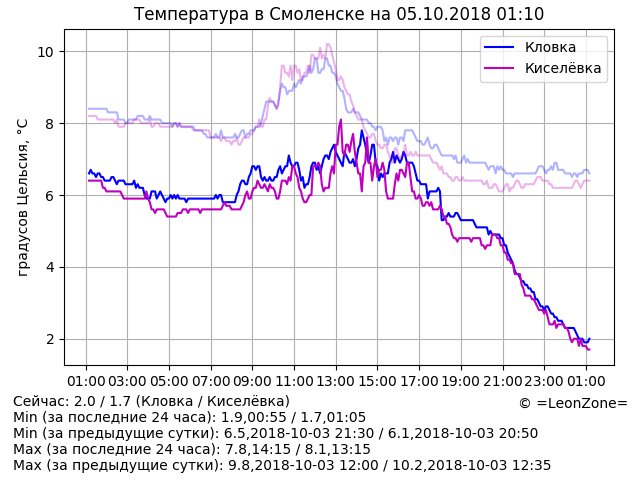 Температура в Смоленске на 05.10.2018 01:10
градусов Цельсия, °C
10
8
6
4
2
Кловка
Киселёвка
01:00 03:00 05:00 07:00 09:00 11:00 13:00 15:00 17:00 19:00 21:00 23:00 01:00
Сейчас: 2.0 / 1.7 (Кловка / Киселёвка)
© =LeonZone=
Min (за последние 24 часа): 1.9,00:55 / 1.7,01:05
Min (за предыдущие сутки): 6.5,2018-10-03 21:30 / 6.1,2018-10-03 20:50
Max (за последние 24 часа): 7.8,14:15 / 8.1,13:15
Max (за предыдущие сутки): 9.8,2018-10-03 12:00 / 10.2,2018-10-03 12:35